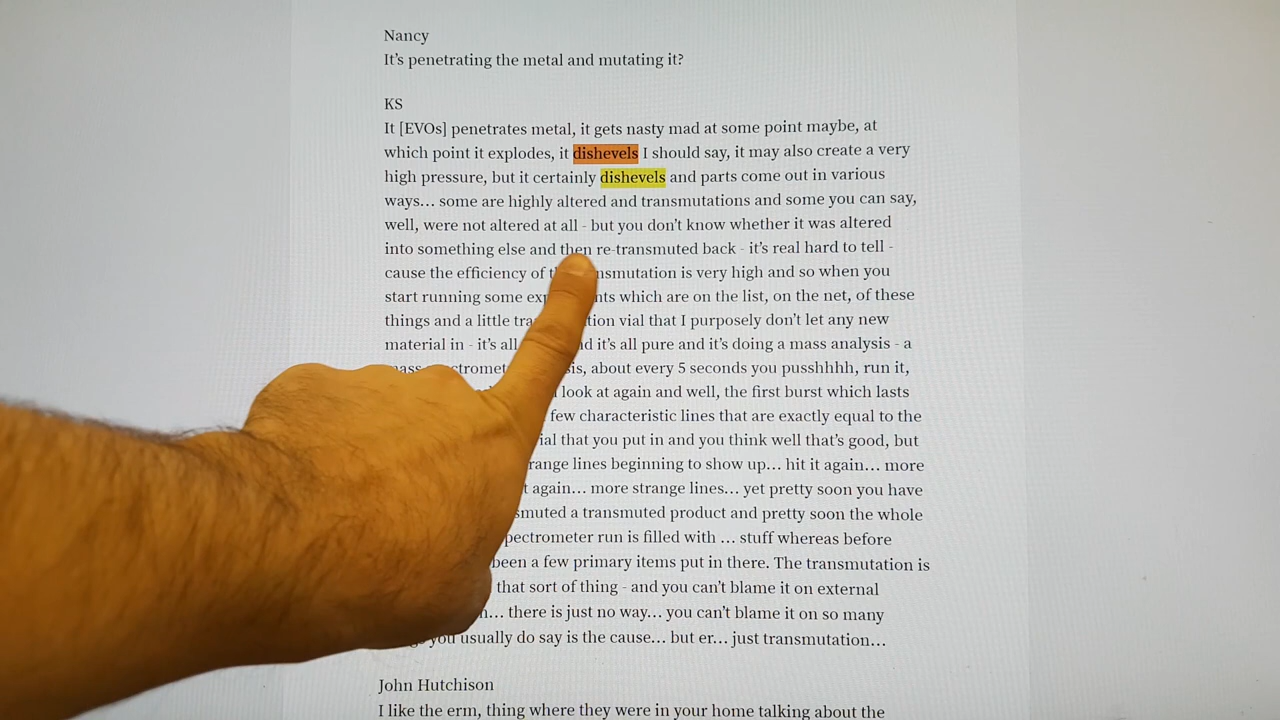 Nancy
It's penetrating the metal and mutating it?
KS
It [EVOs] penetrates metal, it gets nasty mad at some point maybe, at
which point it explodes, it dishevels I should say, it may also create a very
high pressure, but it certainly dishevels and parts come out in various
ways... some are highly altered and transmutations and some you can say,
well, were not altered at all - but you don't know whether it was altered
into something else and then re-transmuted back - it's real hard to tell -
cause the efficiency of is very high and so when you
start running some which are on the list, on the net, of these
things and a little vial that I purposely don't let any new
material in - it's all it's all pure and it's doing a mass analysis - a
about every 5 seconds you pusshhhh, run it,
look at again and well, the first burst which lasts
few characteristic lines that are exactly equal to the
that you put in and you think well that's good, but
lines beginning to show up... hit it again... more
again... more strange lines... yet pretty soon you have
a transmuted product and pretty soon the whole
run is filled with ... stuff whereas before
been a few primary items put in there. The transmutation is
that sort of thing - and you can't blame it on external
there is just no way... you can't blame it on so many
you usually do say is the cause... but er... just transmutation...
John Hutchison
I like the erm, thing where they were in your home talking about the